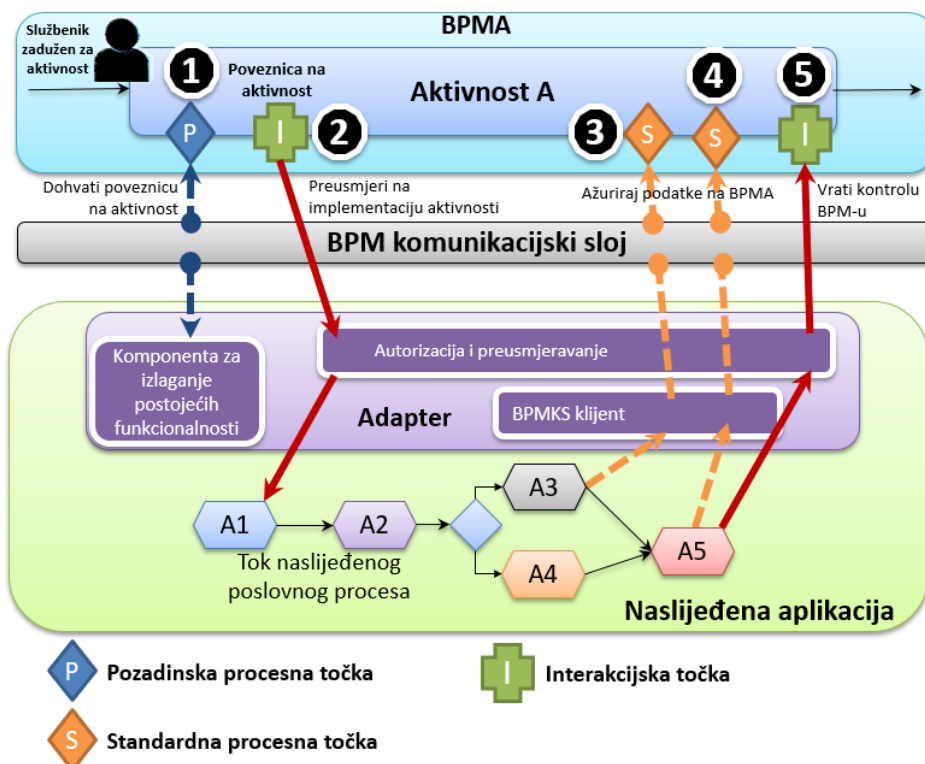 BPMA
Službenik
zadužen za
aktivnost
1
Poveznica na
aktivnost
Aktivnost A
4
5
P
I
2
3
S
S
I
Dohvati poveznicu
na aktivnost
Preusmjeri na
implementaciju aktivnosti
Ažuriraj podatke na BPMA
Vrati kontrolu
BPM-u
BPM komunikacijski sloj
Komponenta za
izlaganje
postojećih
funkcionalnosti
Autorizacija i preusmjeravanje
Adapter
BPMKS klijent
A1
A2
A3
A4
A5
Tok naslijeđenog
poslovnog procesa
Naslijeđena aplikacija
P
Pozadinska procesna točka
I
Interakcijska točka
S
Standardna procesna točka